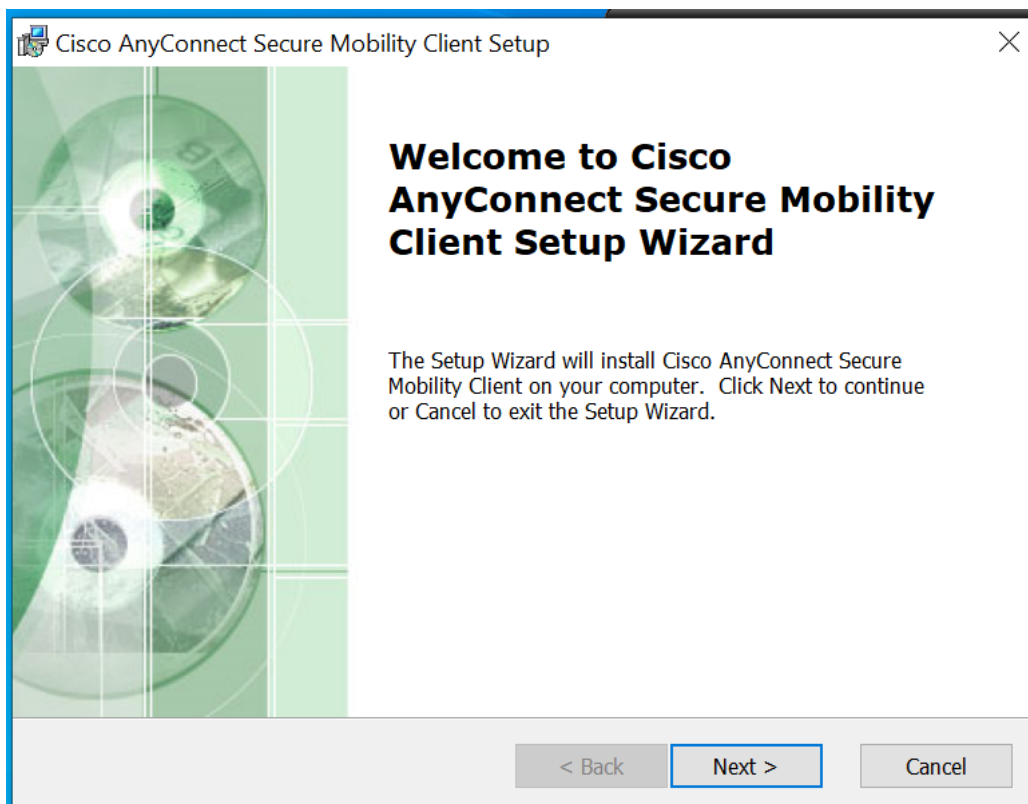 Cisco AnyConnect Secure Mobility Client Setup
Welcome to Cisco
AnyConnect Secure Mobility
Client Setup Wizard
The Setup Wizard will install Cisco AnyConnect Secure
Mobility Client on your computer.  Click Next to continue
or Cancel to exit the Setup Wizard.
< Back
Next >
Cancel